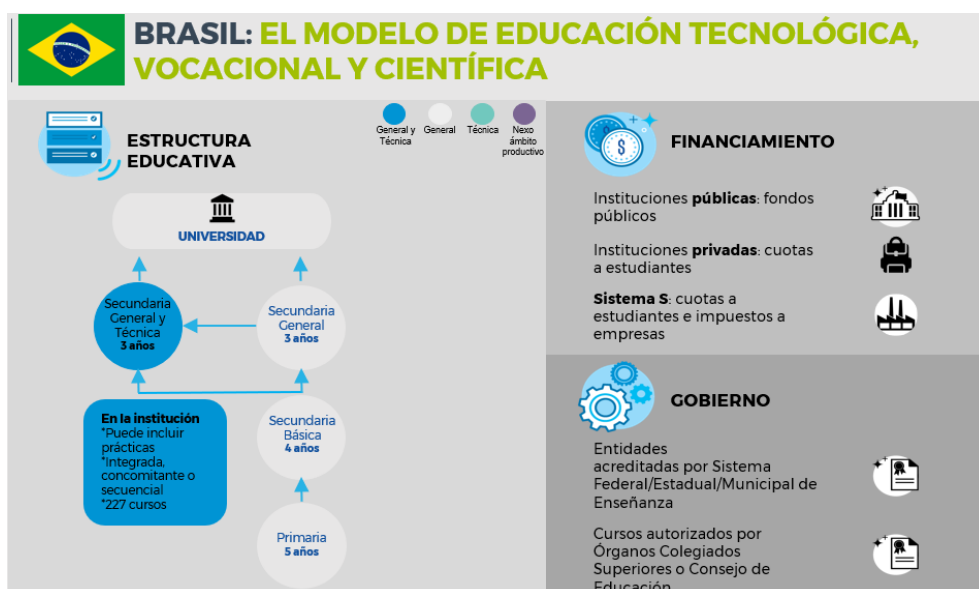 BRASIL: EL MODELO DE EDUCACIÓN TECNOLÓGICA,
VOCACIONAL Y CIENTÍFICA
ESTRUCTURA
EDUCATIVA
General y
Técnica
General
Técnica
Nexo
ámbito
productivo
UNIVERSIDAD
Secundaria
General y
Técnica
3 años
Secundaria
General
3 años
En la institución
*Puede incluir
prácticas
*Integrada,
concomitante o
secuencial
*227 cursos
Secundaria
Básica
4 años
Primaria
5 años
FINANCIAMIENTO
Instituciones públicas: fondos
públicos
Instituciones privadas: cuotas
a estudiantes
Sistema S: cuotas a
estudiantes e impuestos a
empresas
GOBIERNO
Entidades
acreditadas por Sistema
Federal/Estadual/Municipal de
Enseñanza
Cursos autorizados por
Órganos Colegiados
Superiores o Consejo de
Educación